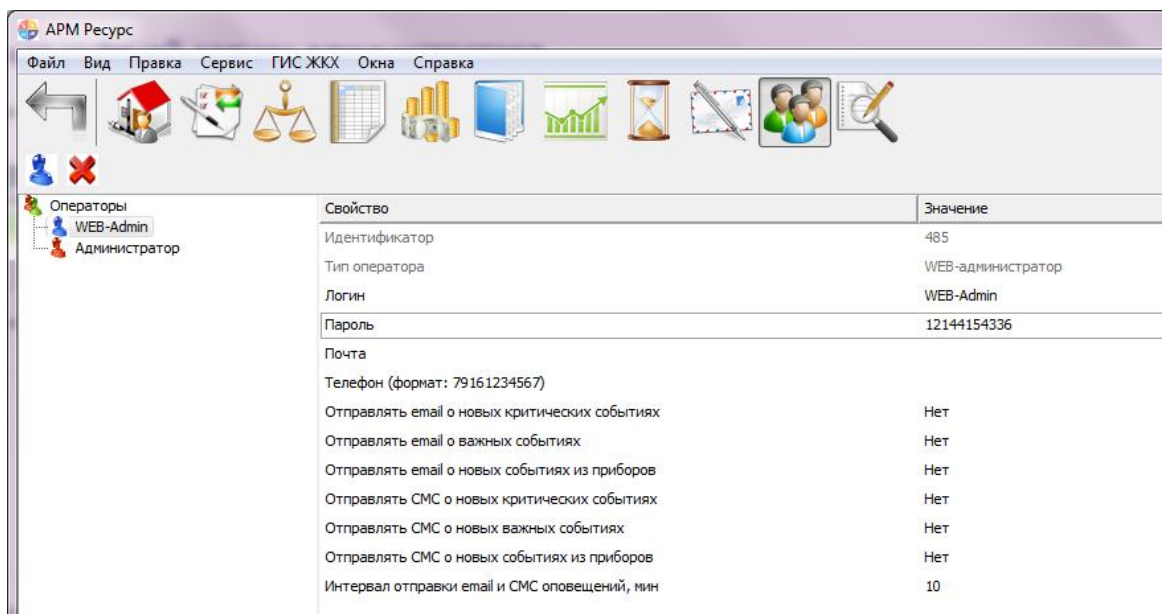 АРМ Ресурс
Файл Вид Правка Сервис ГИС ЖКХ Окна Справка
Операторы
WEB-Admin
Администратор
Свойство Значение
Идентификатор 485
Тип оператора WEB-администратор
Логин WEB-Admin
Пароль 12144154336
Почта
Телефон (формат: 79161234567)
Отправлять email о новых критических событиях Нет
Отправлять email о важных событиях Нет
Отправлять email о новых событиях из приборов Нет
Отправлять СМС о новых критических событиях Нет
Отправлять СМС о новых важных событиях Нет
Отправлять СМС о новых событиях из приборов Нет
Интервал отправки email и СМС оповещений, мин 10